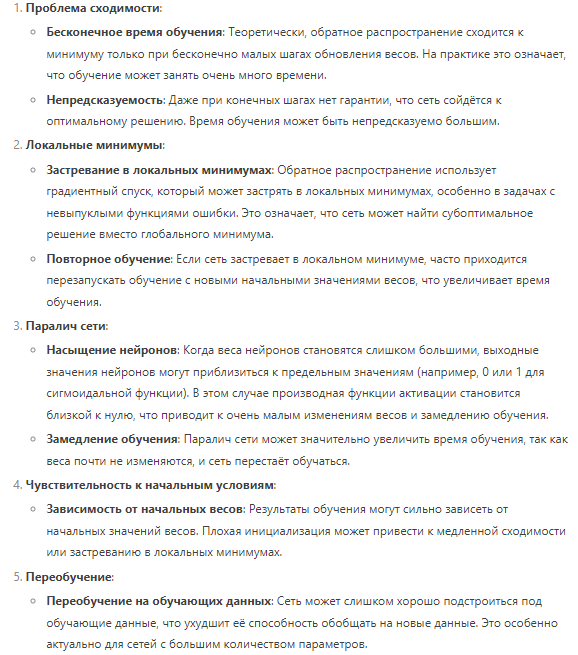 1. Проблема сходимости:
Бесконечное время обучения: Теоретически, обратное распространение сходится к
минимуму только при бесконечно малых шагах обновления весов. На практике это означает,
что обучение может занять очень много времени.
Непредсказуемость: Даже при конечных шагах нет гарантии, что сеть сойдётся к
оптимальному решению. Время обучения может быть непредсказуемо большим.
2. Локальные минимумы:
Застревание в локальных минимумах: Обратное распространение использует
градиентный спуск, который может застрять в локальных минимумах, особенно в задачах с
невыпуклыми функциями ошибки. Это означает, что сеть может найти субоптимальное
решение вместо глобального минимума.
Повторное обучение: Если сеть застревает в локальном минимуме, часто приходится
перезапускать обучение с новыми начальными значениями весов, что увеличивает время
обучения.
3. Паралич сети:
Насыщение нейронов: Когда веса нейронов становятся слишком большими, выходные
значения нейронов могут приблизиться к предельным значениям (например, 0 или 1 для
сигмоидальной функции). В этом случае производная функции активации становится
близкой к нулю, что приводит к очень малым изменениям весов и замедлению обучения.
Замедление обучения: Паралич сети может значительно увеличить время обучения, так как
веса почти не изменяются, и сеть перестаёт обучаться.
4. Чувствительность к начальным условиям:
Зависимость от начальных весов: Результаты обучения могут сильно зависеть от
начальных значений весов. Плохая инициализация может привести к медленной сходимости
или застреванию в локальных минимумах.
5. Переобучение:
Переобучение на обучающих данных: Сеть может слишком хорошо подстроиться под
обучающие данные, что ухудшит её способность обобщать на новые данные. Это особенно
актуально для сетей с большим количеством параметров.